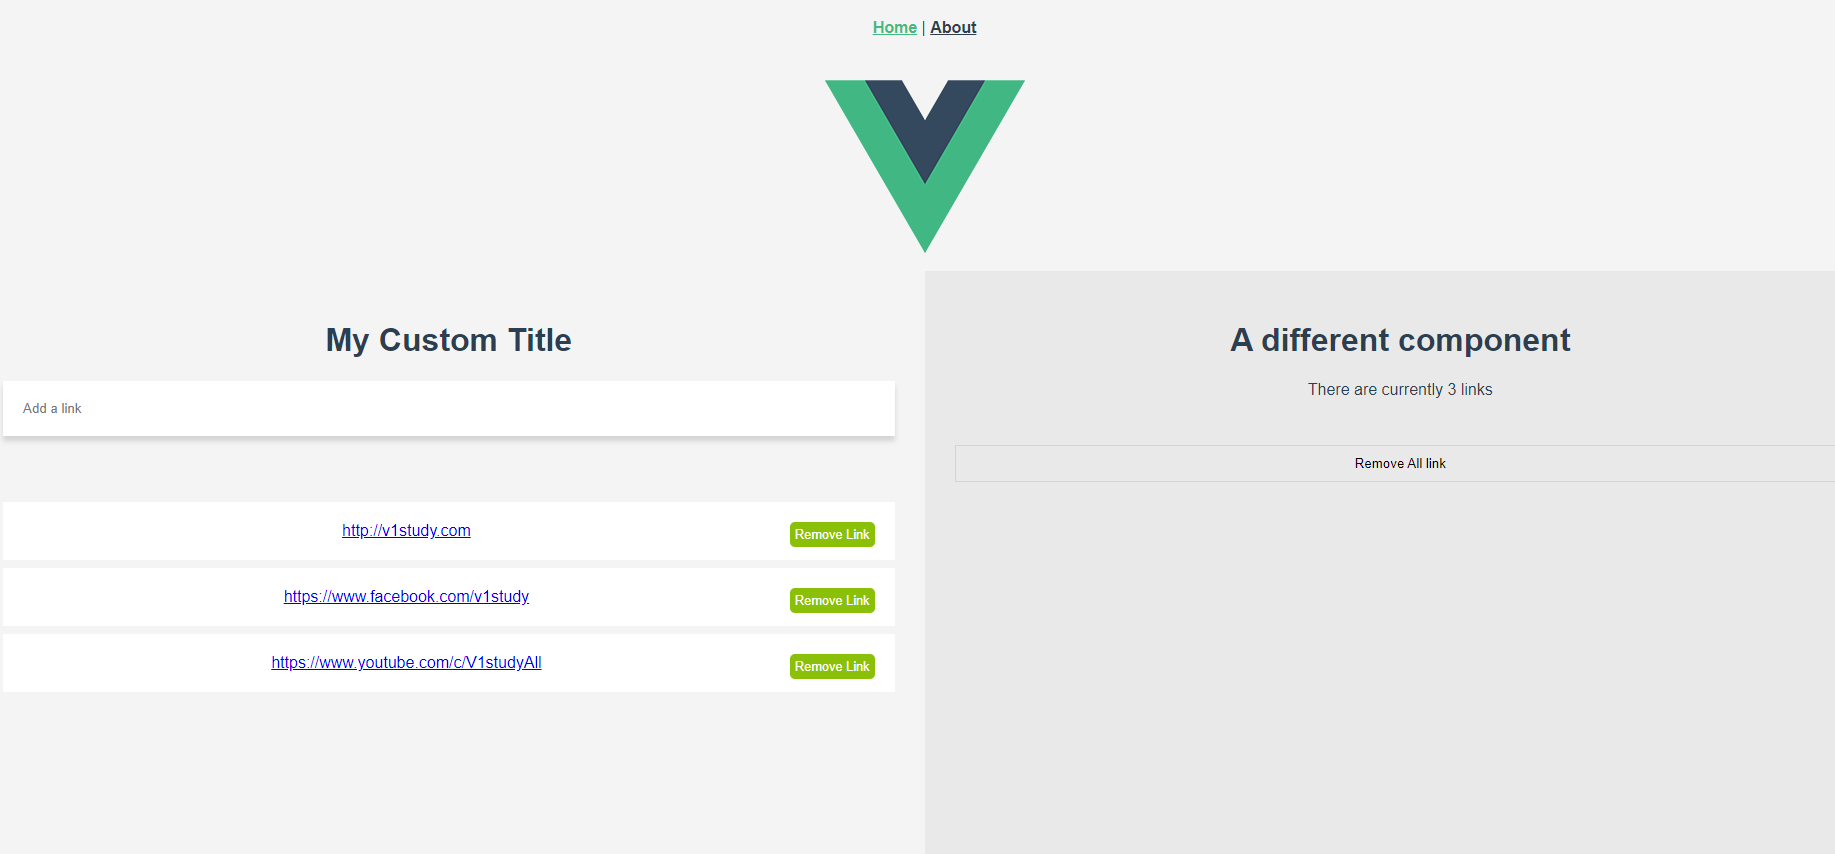 Home | About
My Custom Title
Add a link
http://v1study.com
Remove Link
https://www.facebook.com/v1study
Remove Link
https://www.youtube.com/c/V1studyAll
Remove Link
A different component
There are currently 3 links
Remove All link